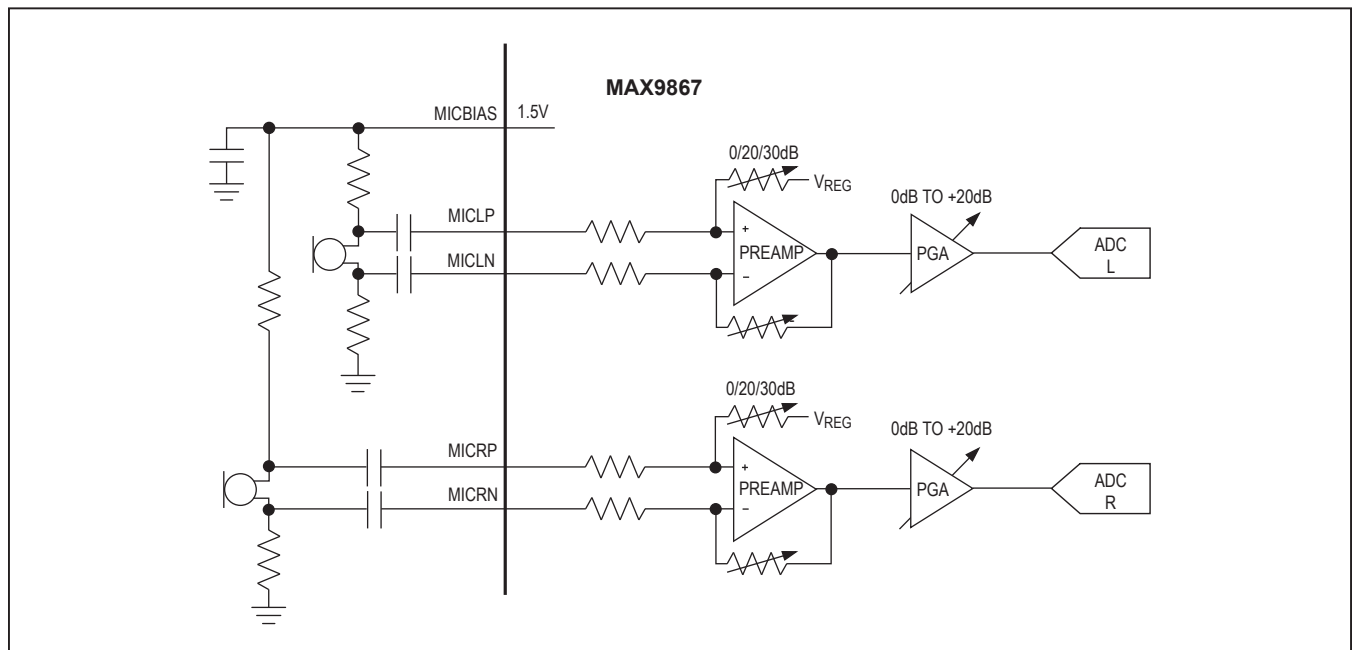 MAX9867
MICBIAS 1.5V
0/20/30dB
VREG
0dB TO +20dB
MICLP
+
PREAMP
PGA
ADC
L
MICLN
−
0/20/30dB
VREG
0dB TO +20dB
MICRP
+
PREAMP
PGA
ADC
R
MICRN
−